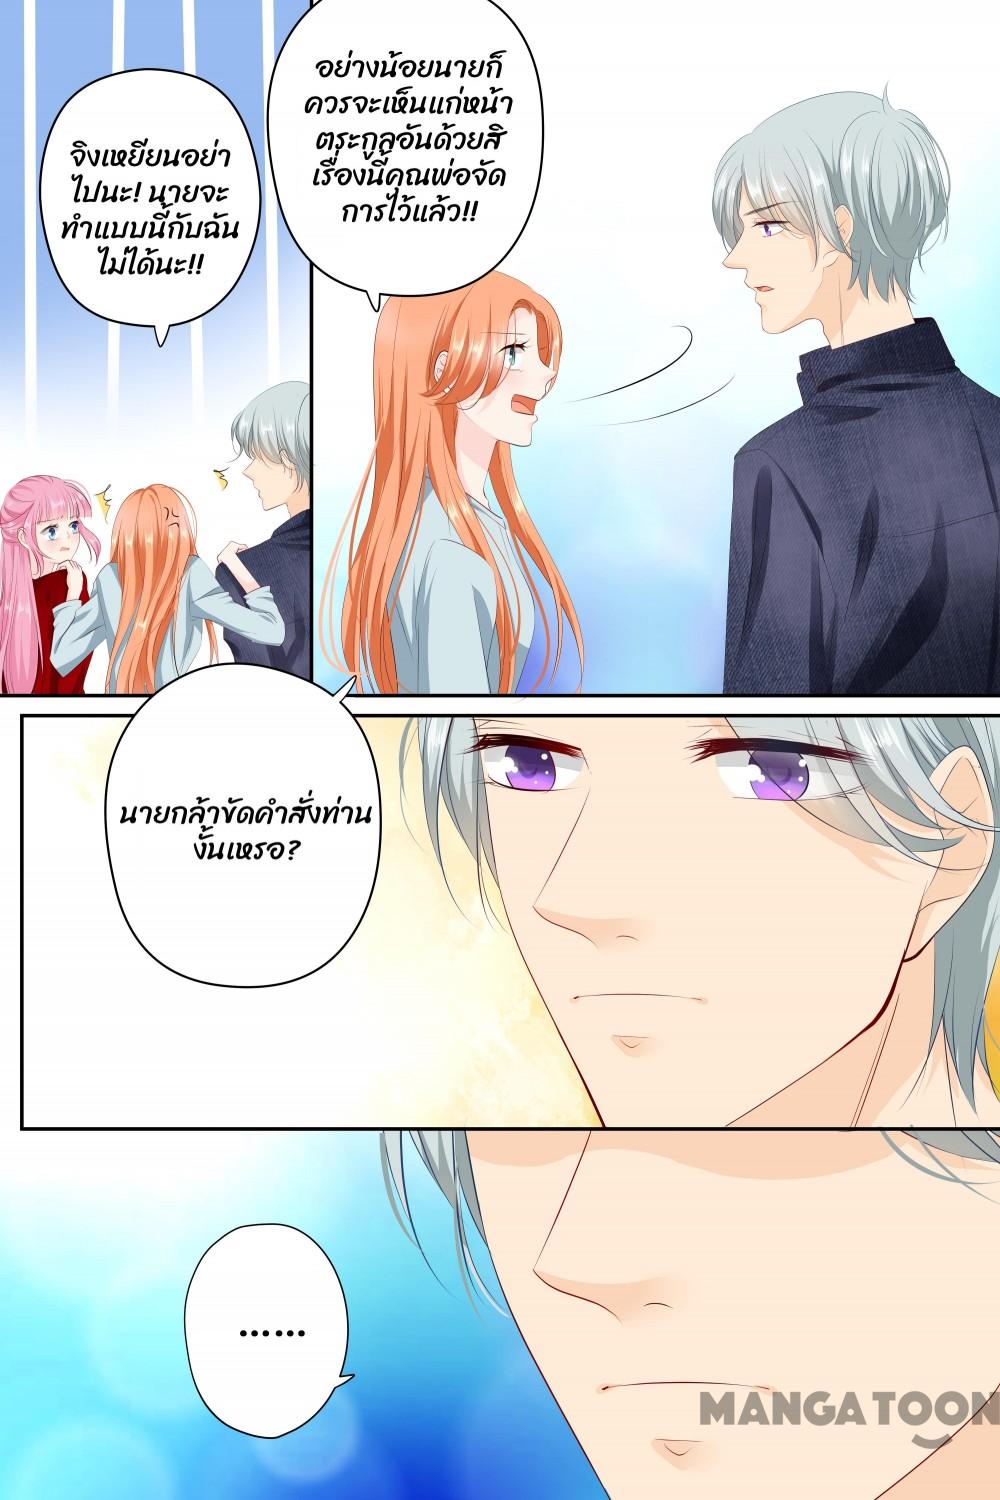 จิงเหยียนอย่า
ไปนะ! นายจะ
ทำแบบนี้กับฉัน
ไม่ได้นะ!!
อย่างน้อยนายก็
ควรจะเห็นแก่หน้า
ตระกูลอันด้วยสิ
เรื่องนี้คุณพ่อจัด
การไว้แล้ว!!
นายกล้าขัดคำสั่งท่าน
งั้นเหรอ?
......
MANGATOON